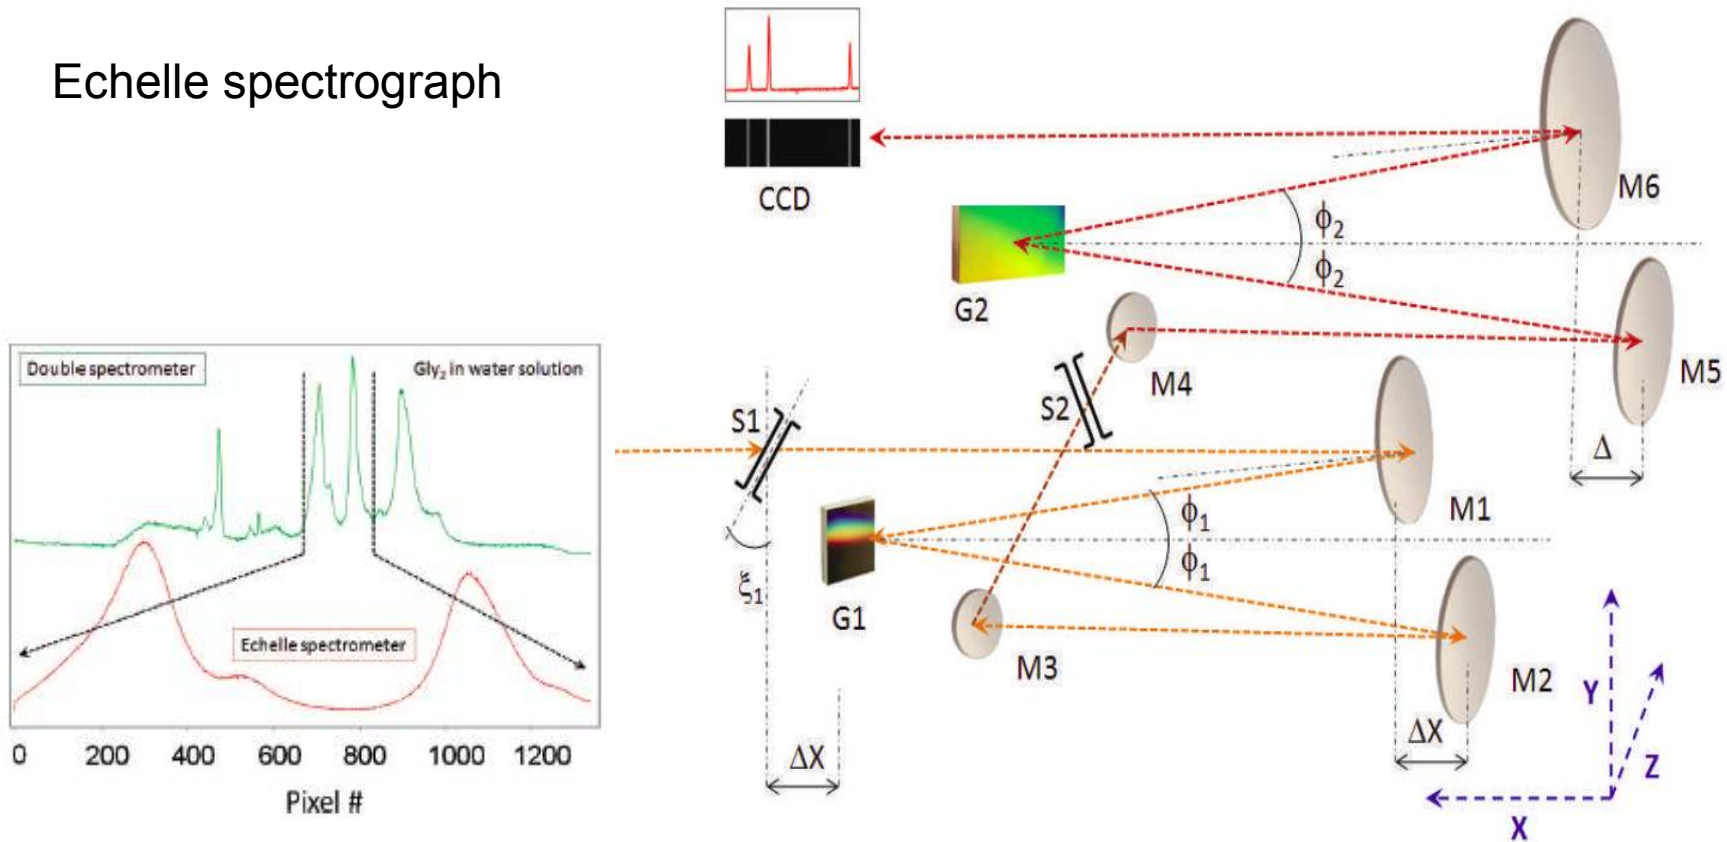 Echelle spectrograph
CCD
M6
ϕ₂
ϕ₂
G2
M5
M4
S2
S1
Δ
M1
ϕ₁
ϕ₁
ξ₁
G1
M3
M2
ΔX
ΔX
Y
Z
X
Double spectrometer
Gly₂ in water solution
Echelle spectrometer
0 200 400 600 800 1000 1200
Pixel #